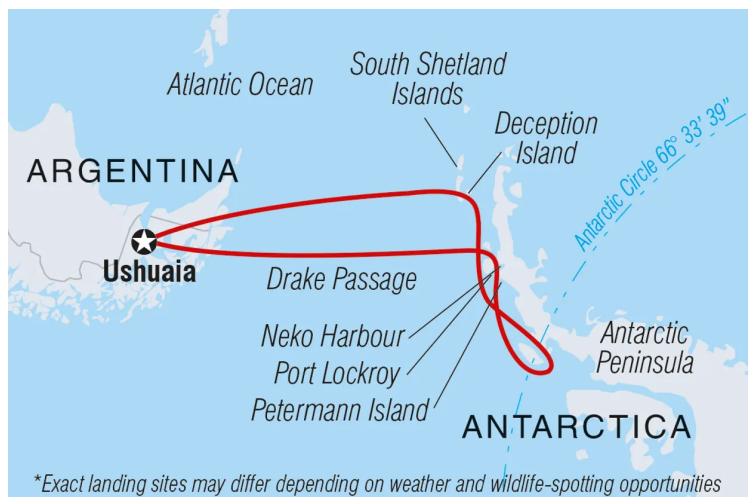 South Shetland
Islands
Atlantic Ocean
Deception
Island
ARGENTINA
Antarctic Circle 66° 33’ 39”
Ushuaia
Drake Passage
Neko Harbour
Port Lockroy
Petermann Island
Antarctic
Peninsula
ANTARCTICA
*Exact landing sites may differ depending on weather and wildlife-spotting opportunities